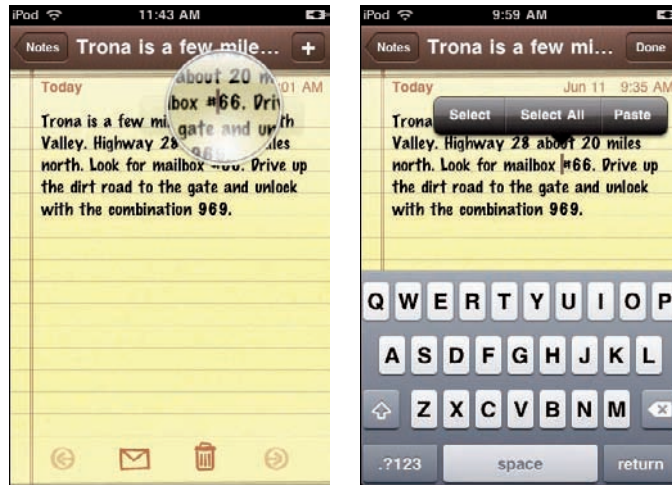 iPod 11:43 AM
Notes Trona is a few mile... +
Today :01 AM
about 20 m
box #66. Driv
gate and un
Trona is a few mi th
Valley. Highway 28 les
north. Look for mailbox #66. Drive up
the dirt road to the gate and unlock
with the combination 969.
iPod 9:59 AM
Notes Trona is a few mi... Done
Today Jun 11 9:35 AM
Select Select All Paste
Trona
Valley. Highway 28 about 20 miles
north. Look for mailbox #66. Drive up
the dirt road to the gate and unlock
with the combination 969.
Q W E R T Y U I O P
A S D F G H J K L
Z X C V B N M
.?123 space return